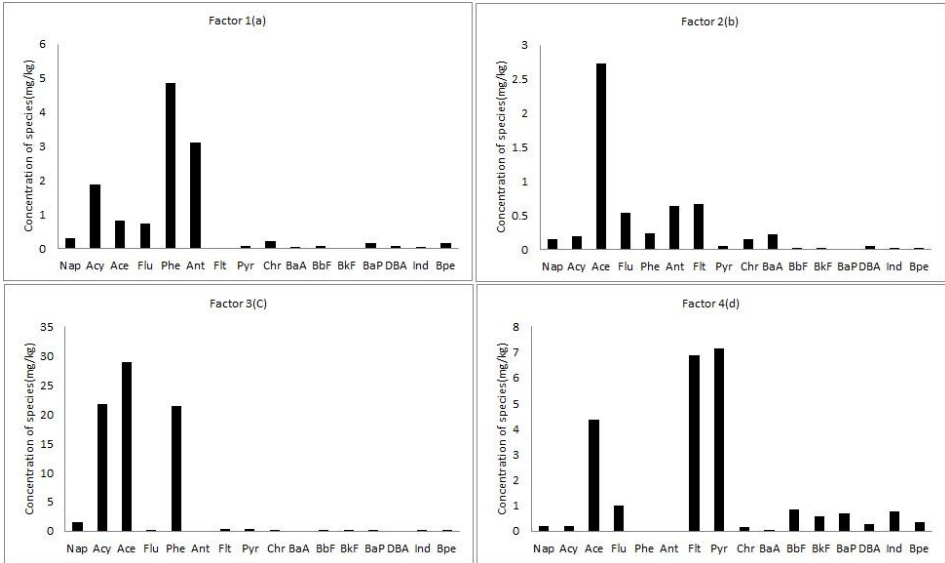 Factor 1(a)
Concentration of species(mg/kg)
6
5
4
3
2
1
0
Nap Acy Ace Flu Phe Ant Flt Pyr Chr BaA BbF BkF BaP DBA Ind Bpe
Factor 2(b)
Concentration of species(mg/kg)
3
2.5
2
1.5
1
0.5
0
Nap Acy Ace Flu Phe Ant Flt Pyr Chr BaA BbF BkF BaP DBA Ind Bpe
Factor 3(C)
Concentration of species(mg/kg)
35
30
25
20
15
10
5
0
Nap Acy Ace Flu Phe Ant Flt Pyr Chr BaA BbF BkF BaP DBA Ind Bpe
Factor 4(d)
Concentration of species(mg/kg)
8
7
6
5
4
3
2
1
0
Nap Acy Ace Flu Phe Ant Flt Pyr Chr BaA BbF BkF BaP DBA Ind Bpe